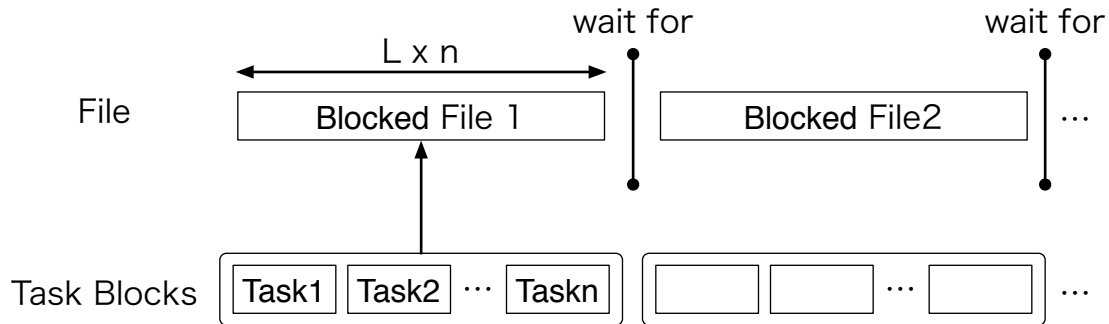 wait for
wait for
L x n
File
Blocked File 1
Blocked File2
…
Task Blocks
Task1
Task2
…
Taskn
…
…